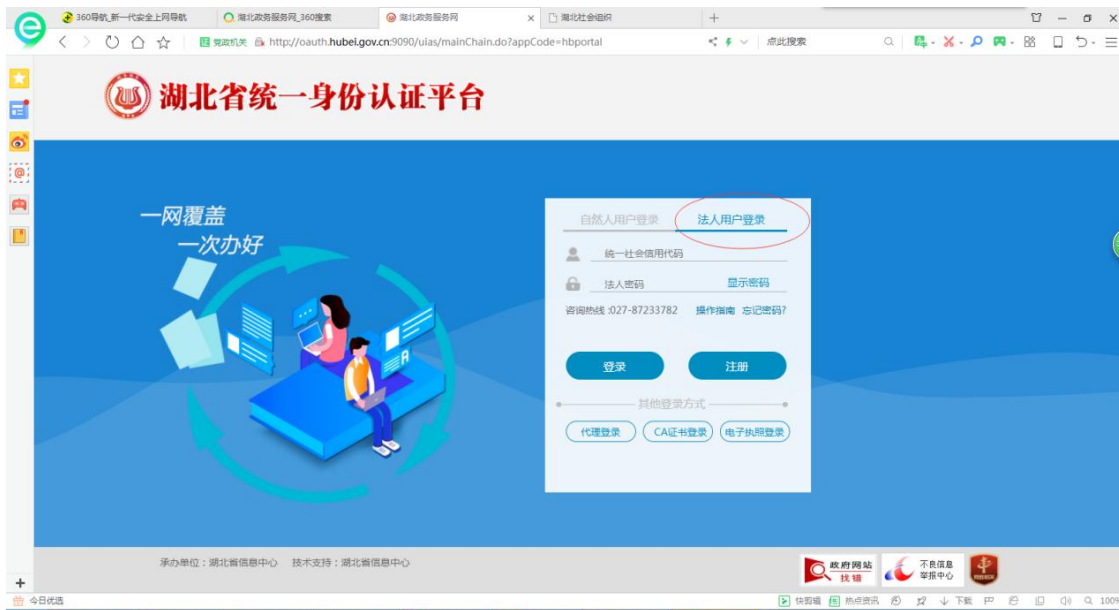 360导航_新一代安全上网导航
湖北政务服务网_360搜索
湖北政务服务网
湖北社会组织
党政机关
http://oauth.hubei.gov.cn:9090/uias/mainChain.do?appCode=hbportal
点此搜索
湖北省统一身份认证平台
一网覆盖
一次办好
自然人用户登录
法人用户登录
统一社会信用代码
法人密码
显示密码
咨询热线:027-87233782
操作指南 忘记密码?
登录
注册
其他登录方式
代理登录
CA证书登录
电子执照登录
承办单位:湖北省信息中心 技术支持:湖北省信息中心
政府网站
找错
不良信息
举报中心
今日优选
快剪辑
热点资讯
下载
100%